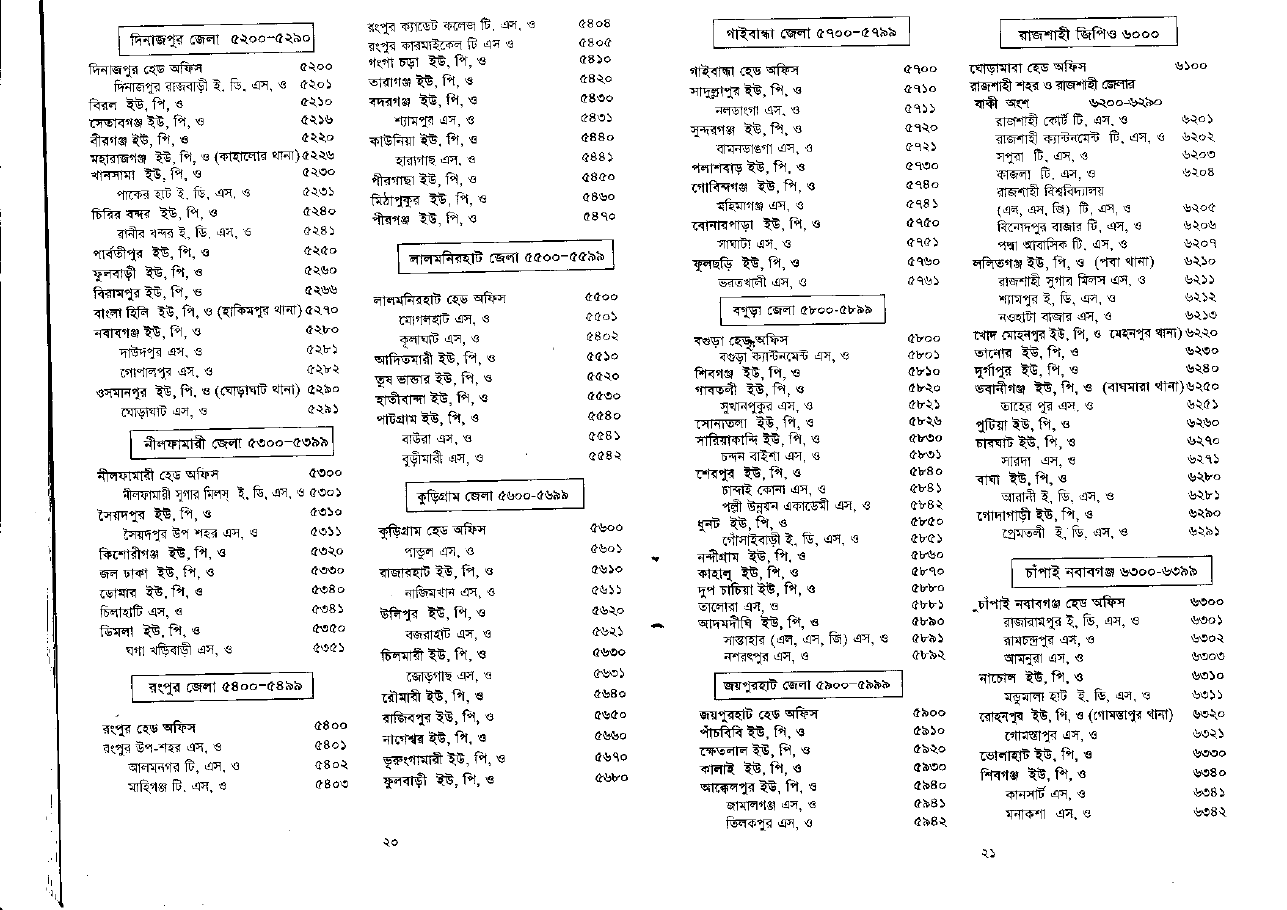 দিনাজপুর জেলা ৫২০০-৫২৯০
দিনাজপুর হেড অফিস ৫২০০
দিনাজপুর রাজবাড়ী ই, ডি, এস, ও ৫২০১
বিরল ইউ, পি, ও ৫২১০
সেতাবগঞ্জ ইউ, পি, ও ৫২১৬
বীরগঞ্জ ইউ, পি, ও ৫২২০
মহারাজগঞ্জ ইউ, পি, ও (কাহালোর থানা) ৫২২৬
খানসামা ইউ, পি, ও ৫২৩০
পাকের হাট ই, ডি, এস, ও ৫২৩১
চিরির বন্দর ইউ, পি, ও ৫২৪০
রানীর বন্দর ই, ডি, এস, ও ৫২৪১
পার্বতীপুর ইউ, পি, ও ৫২৫০
ফুলবাড়ী ইউ, পি, ও ৫২৬০
বিরামপুর ইউ, পি, ও ৫২৬৬
বাংলা হিলি ইউ, পি, ও (হাকিমপুর থানা) ৫২৭০
নবাবগঞ্জ ইউ, পি, ও ৫২৮০
দাউদপুর এস, ও ৫২৮১
গোপালপুর এস, ও ৫২৮২
ওসমানপুর ইউ, পি, ও (ঘোড়াঘাট থানা) ৫২৯০
ঘোড়াঘাট এস, ও ৫২৯১
নীলফামারী জেলা ৫৩০০-৫৩৯৯
নীলফামারী হেড অফিস ৫৩০০
নীলফামারী সুগার মিলস্ ই, ডি, এস, ও ৫৩০১
সৈয়দপুর ইউ, পি, ও ৫৩১০
সৈয়দপুর উপ শহর এস, ও ৫৩১১
কিশোরীগঞ্জ ইউ, পি, ও ৫৩২০
জল ঢাকা ইউ, পি, ও ৫৩৩০
ডোমার ইউ, পি, ও ৫৩৪০
চিলাহাটি এস, ও ৫৩৪১
ডিমলা ইউ, পি, ও ৫৩৫০
ঘগা খড়িবাড়ী এস, ও ৫৩৫১
রংপুর জেলা ৫৪০০-৫৪৯৯
রংপুর হেড অফিস ৫৪০০
রংপুর উপ-শহর এস, ও ৫৪০১
আলমনগর টি, এস, ও ৫৪০২
মাহিগঞ্জ টি, এস, ও ৫৪০৩
রংপুর ক্যাডেট কলেজ টি, এস, ও ৫৪০৪
রংপুর কারমাইকেল টি এস ও ৫৪০৫
গংগা চড়া ইউ, পি, ও ৫৪১০
তারাগঞ্জ ইউ, পি, ও ৫৪২০
বদরগঞ্জ ইউ, পি, ও ৫৪৩০
শ্যামপুর এস, ও ৫৪৩১
কাউনিয়া ইউ, পি, ও ৫৪৪০
হারাগাছ এস, ও ৫৪৪১
পীরগাছা ইউ, পি, ও ৫৪৫০
মিঠাপুকুর ইউ, পি, ও ৫৪৬০
পীরগঞ্জ ইউ, পি, ও ৫৪৭০
লালমনিরহাট জেলা ৫৫০০-৫৫৯৯
লালমনিরহাট হেড অফিস ৫৫০০
মোগলহাট এস, ও ৫৫০১
কুলাঘাট এস, ও ৫৪০২
আদিতমারী ইউ, পি, ও ৫৫১০
তুষ ভান্ডার ইউ, পি, ও ৫৫২০
হাতীবান্দা ইউ, পি, ও ৫৫৩০
পাটগ্রাম ইউ, পি, ও ৫৫৪০
বাউরা এস, ও ৫৫৪১
বুড়ীমারী এস, ও ৫৫৪২
কুড়িগ্রাম জেলা ৫৬০০-৫৬৯৯
কুড়িগ্রাম হেড অফিস ৫৬০০
পান্ডুল এস, ও ৫৬০১
রাজারহাট ইউ, পি, ও ৫৬১০
নাজিমখান এস, ও ৫৬১১
উলিপুর ইউ, পি, ও ৫৬২০
বজরাহাট এস, ও ৫৬২১
চিলমারী ইউ, পি, ও ৫৬৩০
জোড়গাছ এস, ও ৫৬৩১
রৌমারী ইউ, পি, ও ৫৬৪০
রাজিবপুর ইউ, পি, ও ৫৬৫০
নাগেশ্বর ইউ, পি, ও ৫৬৬০
ভূরুংগামারী ইউ, পি, ও ৫৬৭০
ফুলবাড়ী ইউ, পি, ও ৫৬৮০
২০
গাইবান্ধা জেলা ৫৭০০-৫৭৯৯
গাইবান্ধা হেড অফিস ৫৭০০
সাদুল্লাপুর ইউ, পি, ও ৫৭১০
নলডাংগা এস, ও ৫৭১১
সুন্দরগঞ্জ ইউ, পি, ও ৫৭২০
বামনডাঙগা এস, ও ৫৭২১
পলাশবাড় ইউ, পি, ও ৫৭৩০
গোবিন্দগঞ্জ ইউ, পি, ও ৫৭৪০
মহিমাগঞ্জ এস, ও ৫৭৪১
বোনারপাড়া ইউ, পি, ও ৫৭৫০
সাঘাটা এস, ও ৫৭৫১
ফুলছড়ি ইউ, পি, ও ৫৭৬০
ভরতখালী এস, ও ৫৭৬১
বগুড়া জেলা ৫৮০০-৫৮৯৯
বগুড়া হেড অফিস ৫৮০০
বগুড়া ক্যান্টনমেন্ট এস, ও ৫৮০১
শিবগঞ্জ ইউ, পি, ও ৫৮১০
গাবতলী ইউ, পি, ও ৫৮২০
সুখানপুকুর এস, ও ৫৮২১
সোনাতলা ইউ, পি, ও ৫৮২৬
সারিয়াকান্দি ইউ, পি, ও ৫৮৩০
চন্দন বাইশা এস, ও ৫৮৩১
শেরপুর ইউ, পি, ও ৫৮৪০
চান্দাই কোনা এস, ও ৫৮৪১
পল্লী উন্নয়ন একাডেমী এস, ও ৫৮৪২
ধুনট ইউ, পি, ও ৫৮৫০
গোঁসাইবাড়ী ই, ডি, এস, ও ৫৮৫১
নন্দীগ্রাম ইউ, পি, ও ৫৮৬০
কাহালু ইউ, পি, ও ৫৮৭০
দুপ চাচিয়া ইউ, পি, ও ৫৮৮০
তালোরা এস, ও ৫৮৮১
আদমদীঘি ইউ, পি, ও ৫৮৯০
সান্তাহার (এল, এস, জি) এস, ও ৫৮৯১
নশরৎপুর এস, ও ৫৮৯২
জয়পুরহাট জেলা ৫৯০০-৫৯৯৯
জয়পুরহাট হেড অফিস ৫৯০০
পাঁচবিবি ইউ, পি, ও ৫৯১০
ক্ষেতলাল ইউ, পি, ও ৫৯২০
কালাই ইউ, পি, ও ৫৯৩০
আক্কেলপুর ইউ, পি, ও ৫৯৪০
জামালগঞ্জ এস, ও ৫৯৪১
তিলকপুর এস, ও ৫৯৪২
রাজশাহী জিপিও ৬০০০
ঘোড়ামারা হেড অফিস ৬১০০
রাজশাহী শহর ও রাজশাহী জেলার
বাকী অংশ ৬২০০-৬২৯০
রাজশাহী কোর্ট টি, এস, ও ৬২০১
রাজশাহী ক্যান্টনমেন্ট টি, এস, ও ৬২০২
সপুরা টি, এস, ও ৬২০৩
কাজলা টি, এস, ও ৬২০৪
রাজশাহী বিশ্ববিদ্যালয়
(এল, এস, জি) টি, এস, ও ৬২০৫
বিনোদপুর বাজার টি, এস, ও ৬২০৬
পদ্মা আবাসিক টি, এস, ও ৬২০৭
ললিতগঞ্জ ইউ, পি, ও (পবা থানা) ৬২১০
রাজশাহী সুগার মিলস এস, ও ৬২১১
শ্যামপুর ই, ডি, এস, ও ৬২১২
নওহাটা বাজার এস, ও ৬২১৩
খোদ মোহনপুর ইউ, পি, ও মোহনপুর থানা) ৬২২০
তানোর ইউ, পি, ও ৬২৩০
দুর্গাপুর ইউ, পি, ও ৬২৪০
ভবানীগঞ্জ ইউ, পি, ও (বাঘমারা থানা) ৬২৫০
তাহের পুর এস, ও ৬২৫১
পুটিয়া ইউ, পি, ও ৬২৬০
চারঘাট ইউ, পি, ও ৬২৭০
সারদা এস, ও ৬২৭১
বাঘা ইউ, পি, ও ৬২৮০
আরানী ই, ডি, এস, ও ৬২৮১
গোদাগাড়ী ইউ, পি, ও ৬২৯০
প্রেমতলী ই, ডি, এস, ও ৬২৯১
চাঁপাই নবাবগঞ্জ ৬৩০০-৬৩৯৯
চাঁপাই নবাবগঞ্জ হেড অফিস ৬৩০০
রাজারামপুর ই, ডি, এস, ও ৬৩০১
রামচন্দ্রপুর এস, ও ৬৩০২
আমনুরা এস, ও ৬৩০৩
নাচোল ইউ, পি, ও ৬৩১০
মন্ডুমালা হাট ই, ডি, এস, ও ৬৩১১
রোহনপুর ইউ, পি, ও (গোমস্তাপুর থানা) ৬৩২০
গোমস্তাপুর এস, ও ৬৩২১
ভোলাহাট ইউ, পি, ও ৬৩৩০
শিবগঞ্জ ইউ, পি, ও ৬৩৪০
কানসার্ট এস, ও ৬৩৪১
মনাকশা এস, ও ৬৩৪২
২১